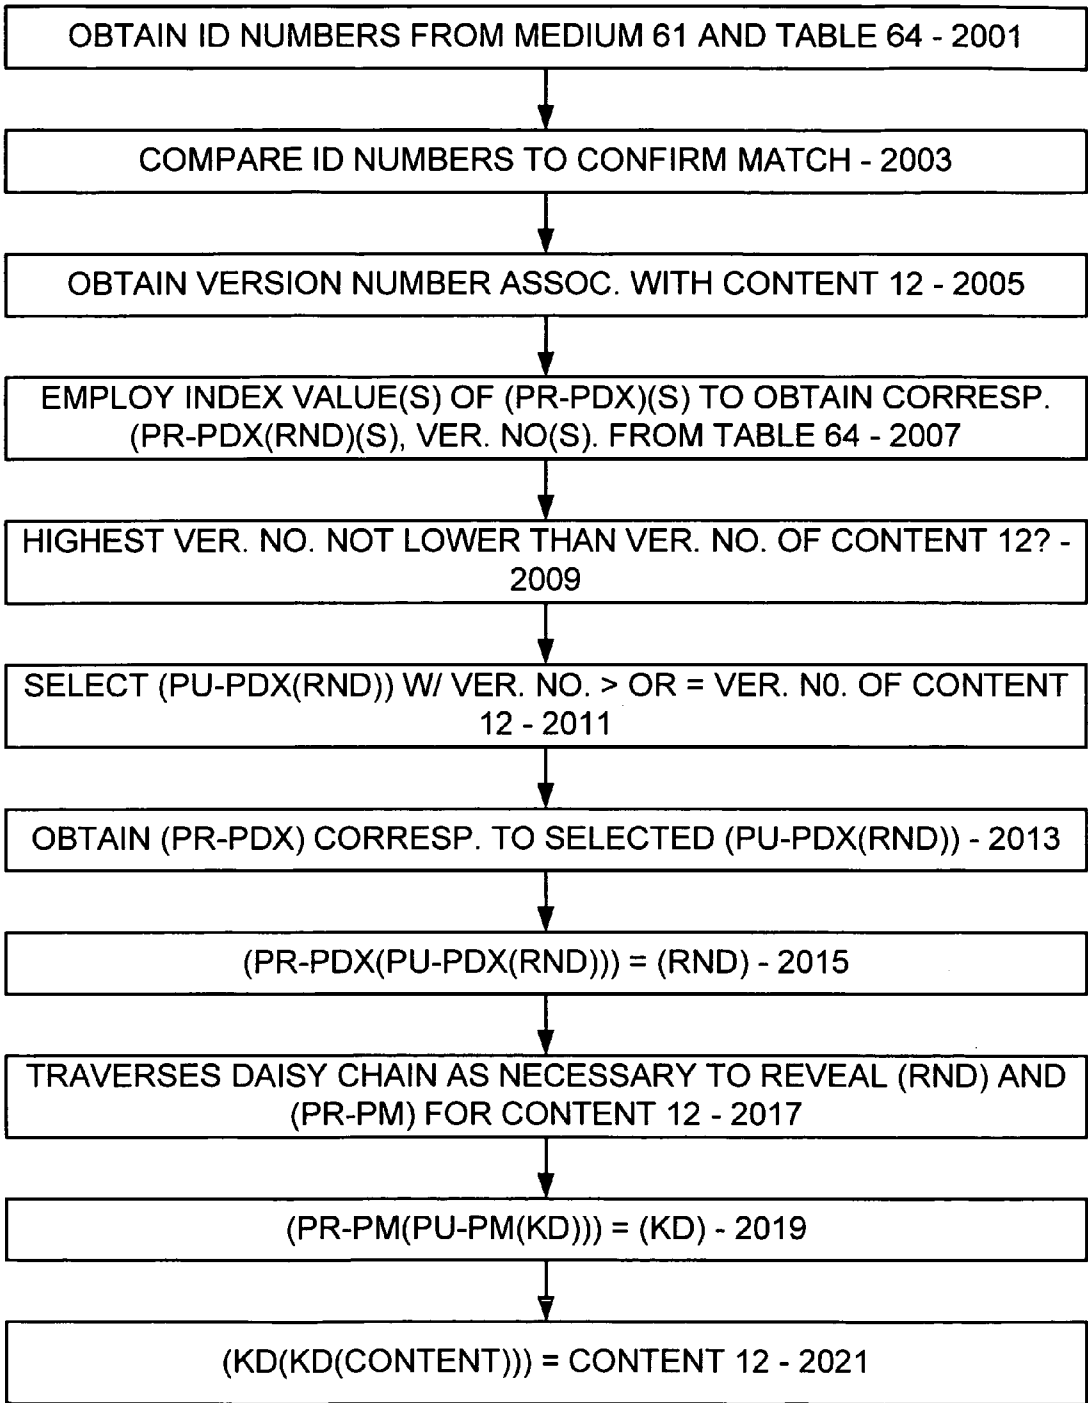 OBTAIN ID NUMBERS FROM MEDIUM 61 AND TABLE 64 - 2001
COMPARE ID NUMBERS TO CONFIRM MATCH - 2003
OBTAIN VERSION NUMBER ASSOC. WITH CONTENT 12 - 2005
EMPLOY INDEX VALUE(S) OF (PR-PDX)(S) TO OBTAIN CORRESP.
(PR-PDX(RND)(S), VER. NO(S). FROM TABLE 64 - 2007
HIGHEST VER. NO. NOT LOWER THAN VER. NO. OF CONTENT 12? -
2009
SELECT (PU-PDX(RND)) W/ VER. NO. > OR = VER. N0. OF CONTENT
12 - 2011
OBTAIN (PR-PDX) CORRESP. TO SELECTED (PU-PDX(RND)) - 2013
(PR-PDX(PU-PDX(RND))) = (RND) - 2015
TRAVERSES DAISY CHAIN AS NECESSARY TO REVEAL (RND) AND
(PR-PM) FOR CONTENT 12 - 2017
(PR-PM(PU-PM(KD))) = (KD) - 2019
(KD(KD(CONTENT))) = CONTENT 12 - 2021